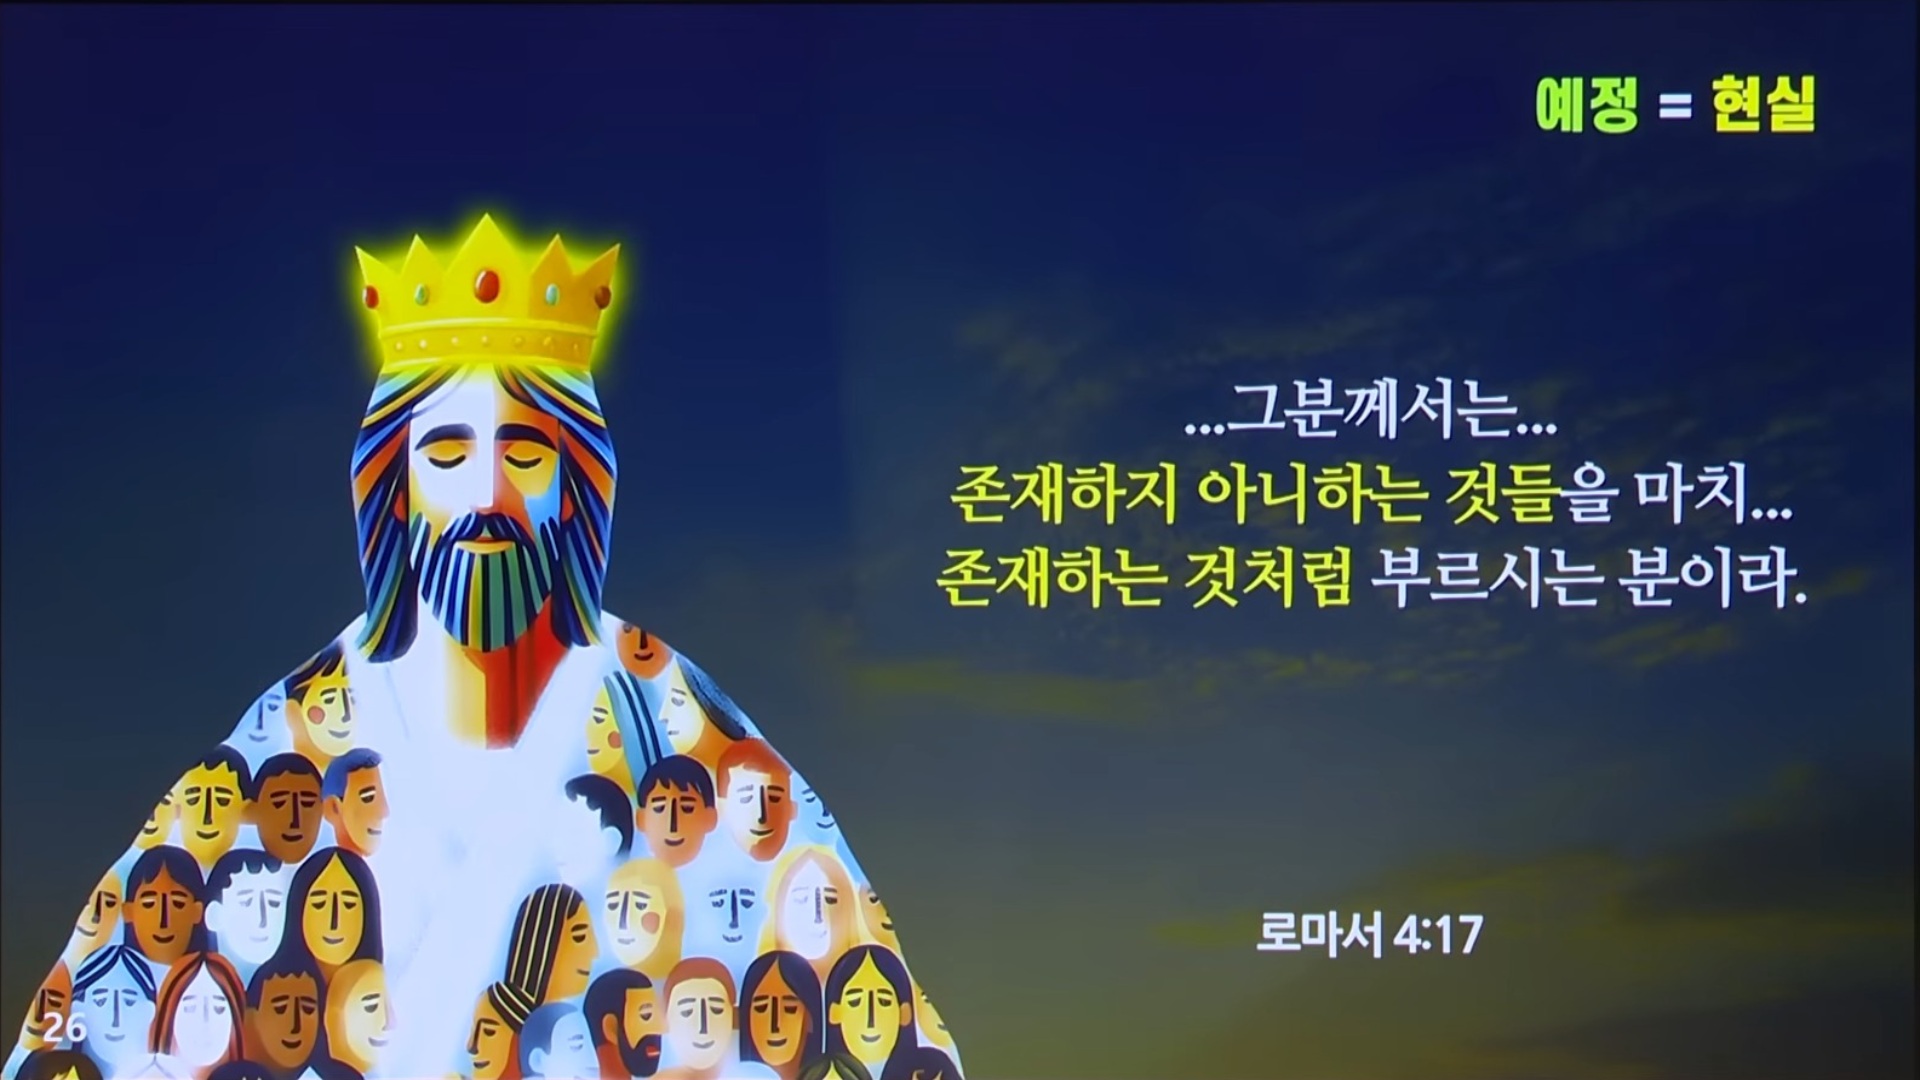 예정 = 현실
...그분께서는...
존재하지 아니하는 것들을 마치...
존재하는 것처럼 부르시는 분이라.
로마서 4:17
26